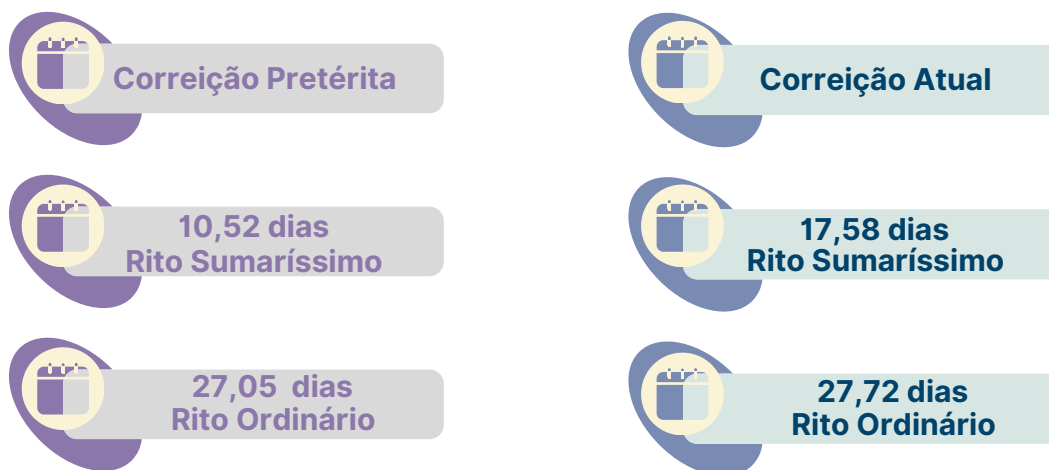 Correição Pretérita
Correição Atual
10,52 dias
Rito Sumaríssimo
17,58 dias
Rito Sumaríssimo
27,05 dias
Rito Ordinário
27,72 dias
Rito Ordinário